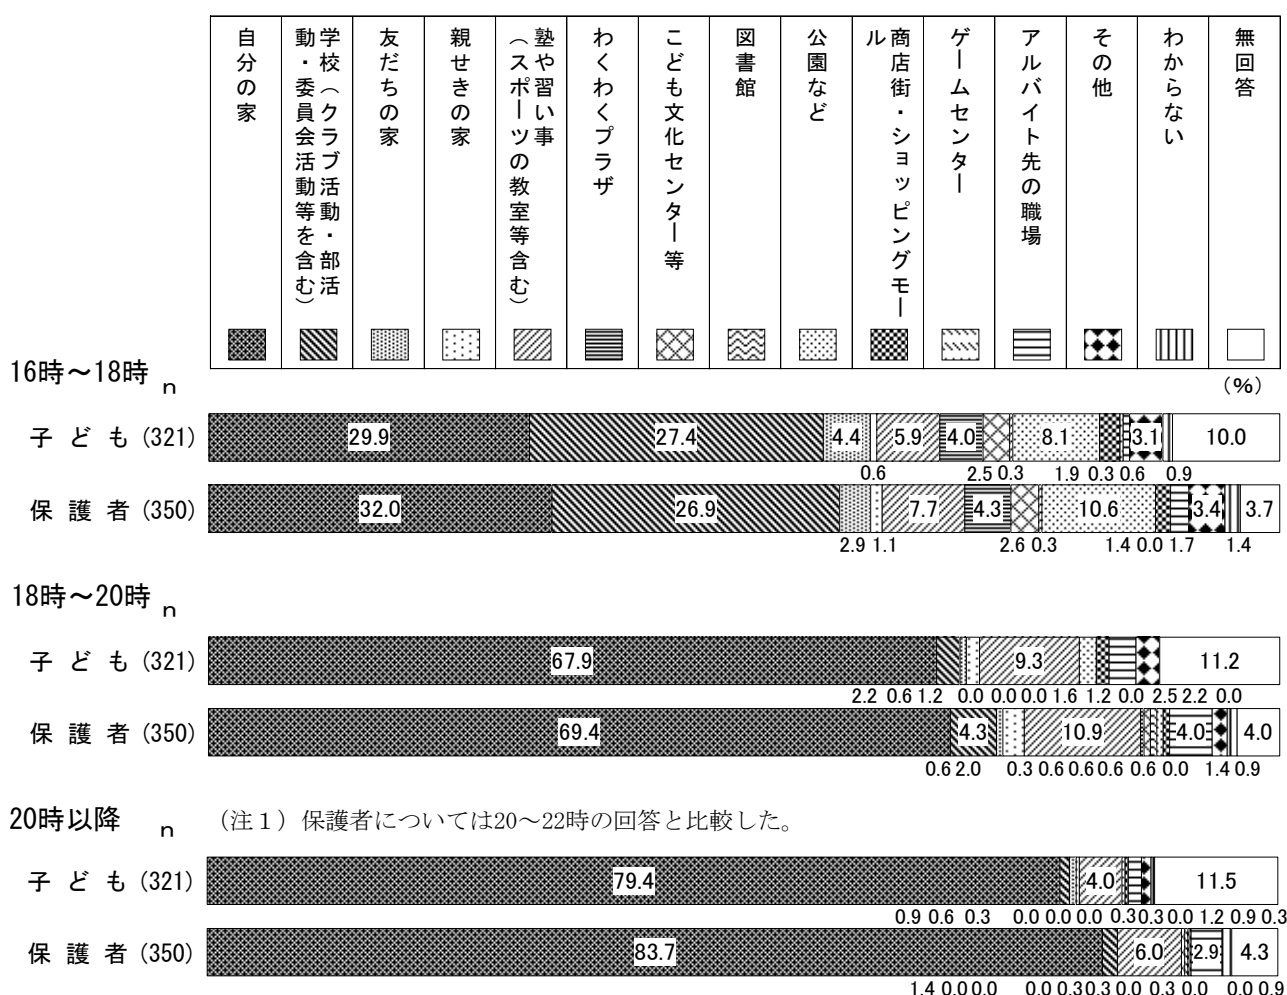 自分の家
学校(クラブ活動・部活
動・委員会活動等を含む)
友だちの家
親せきの家
塾や習い事
(スポーツの教室等含む)
わくわくプラザ
こども文化センター等
図書館
公園など
商店街・ショッピングモー
ル
ゲームセンター
アルバイト先の職場
その他
わからない
無回答
16時～18時 n
(%)
子ども(321) 29.9 27.4 4.4 5.9 4.0 8.1 3.1 10.0
0.6 2.5 0.3 1.9 0.3 0.6 0.9
保護者(350) 32.0 26.9 7.7 4.3 10.6 3.4 3.7
2.9 1.1 2.6 0.3 1.4 0.0 1.7 1.4
18時～20時 n
子ども(321) 67.9 9.3 11.2
2.2 0.6 1.2 0.0 0.0 0.0 1.6 1.2 0.0 2.5 2.2 0.0
保護者(350) 69.4 4.3 10.9 4.0 4.0
0.6 2.0 0.3 0.6 0.6 0.6 0.6 0.0 1.4 0.9
20時以降 n (注1)保護者については20～22時の回答と比較した。
子ども(321) 79.4 4.0 11.5
0.9 0.6 0.3 0.0 0.0 0.0 0.3 0.3 0.0 1.2 0.9 0.3
保護者(350) 83.7 6.0 2.9 4.3
1.4 0.0 0.0 0.0 0.3 0.3 0.0 0.3 0.0 0.0 0.9